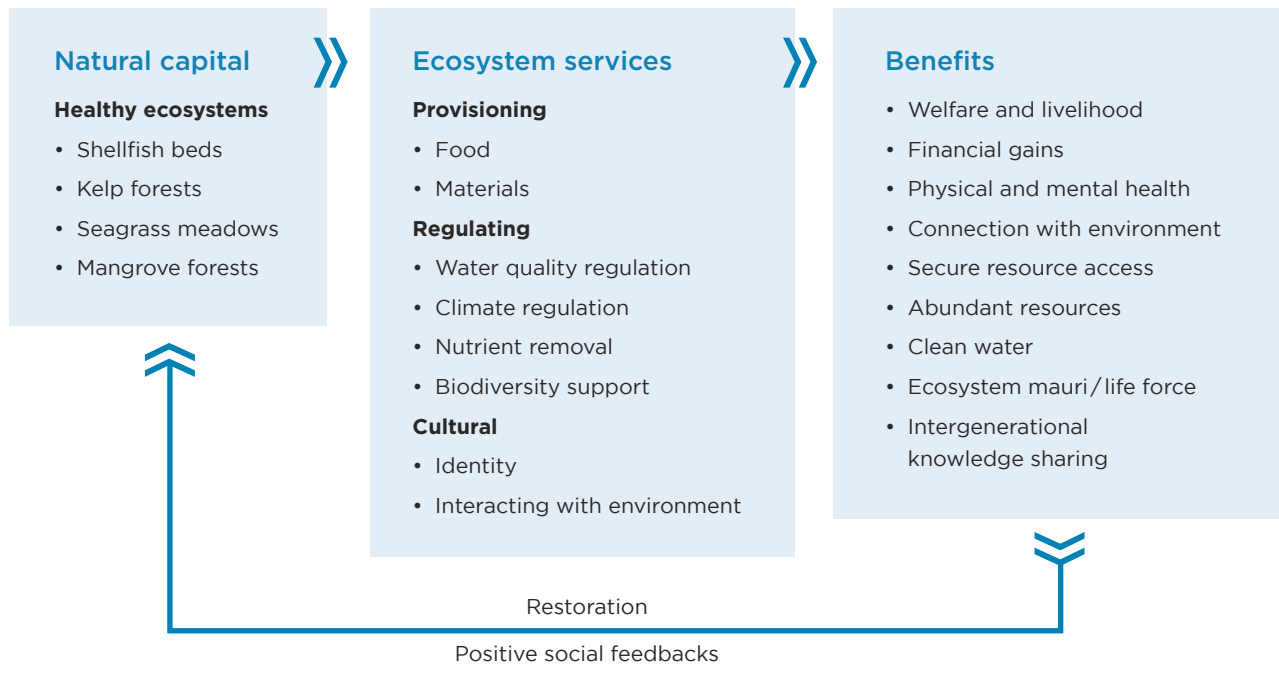 Natural capital
Healthy ecosystems
• Shellfish beds
• Kelp forests
• Seagrass meadows
• Mangrove forests
Ecosystem services
Provisioning
• Food
• Materials
Regulating
• Water quality regulation
• Climate regulation
• Nutrient removal
• Biodiversity support
Cultural
• Identity
• Interacting with environment
Benefits
• Welfare and livelihood
• Financial gains
• Physical and mental health
• Connection with environment
• Secure resource access
• Abundant resources
• Clean water
• Ecosystem mauri/life force
• Intergenerational
knowledge sharing
Restoration
Positive social feedbacks